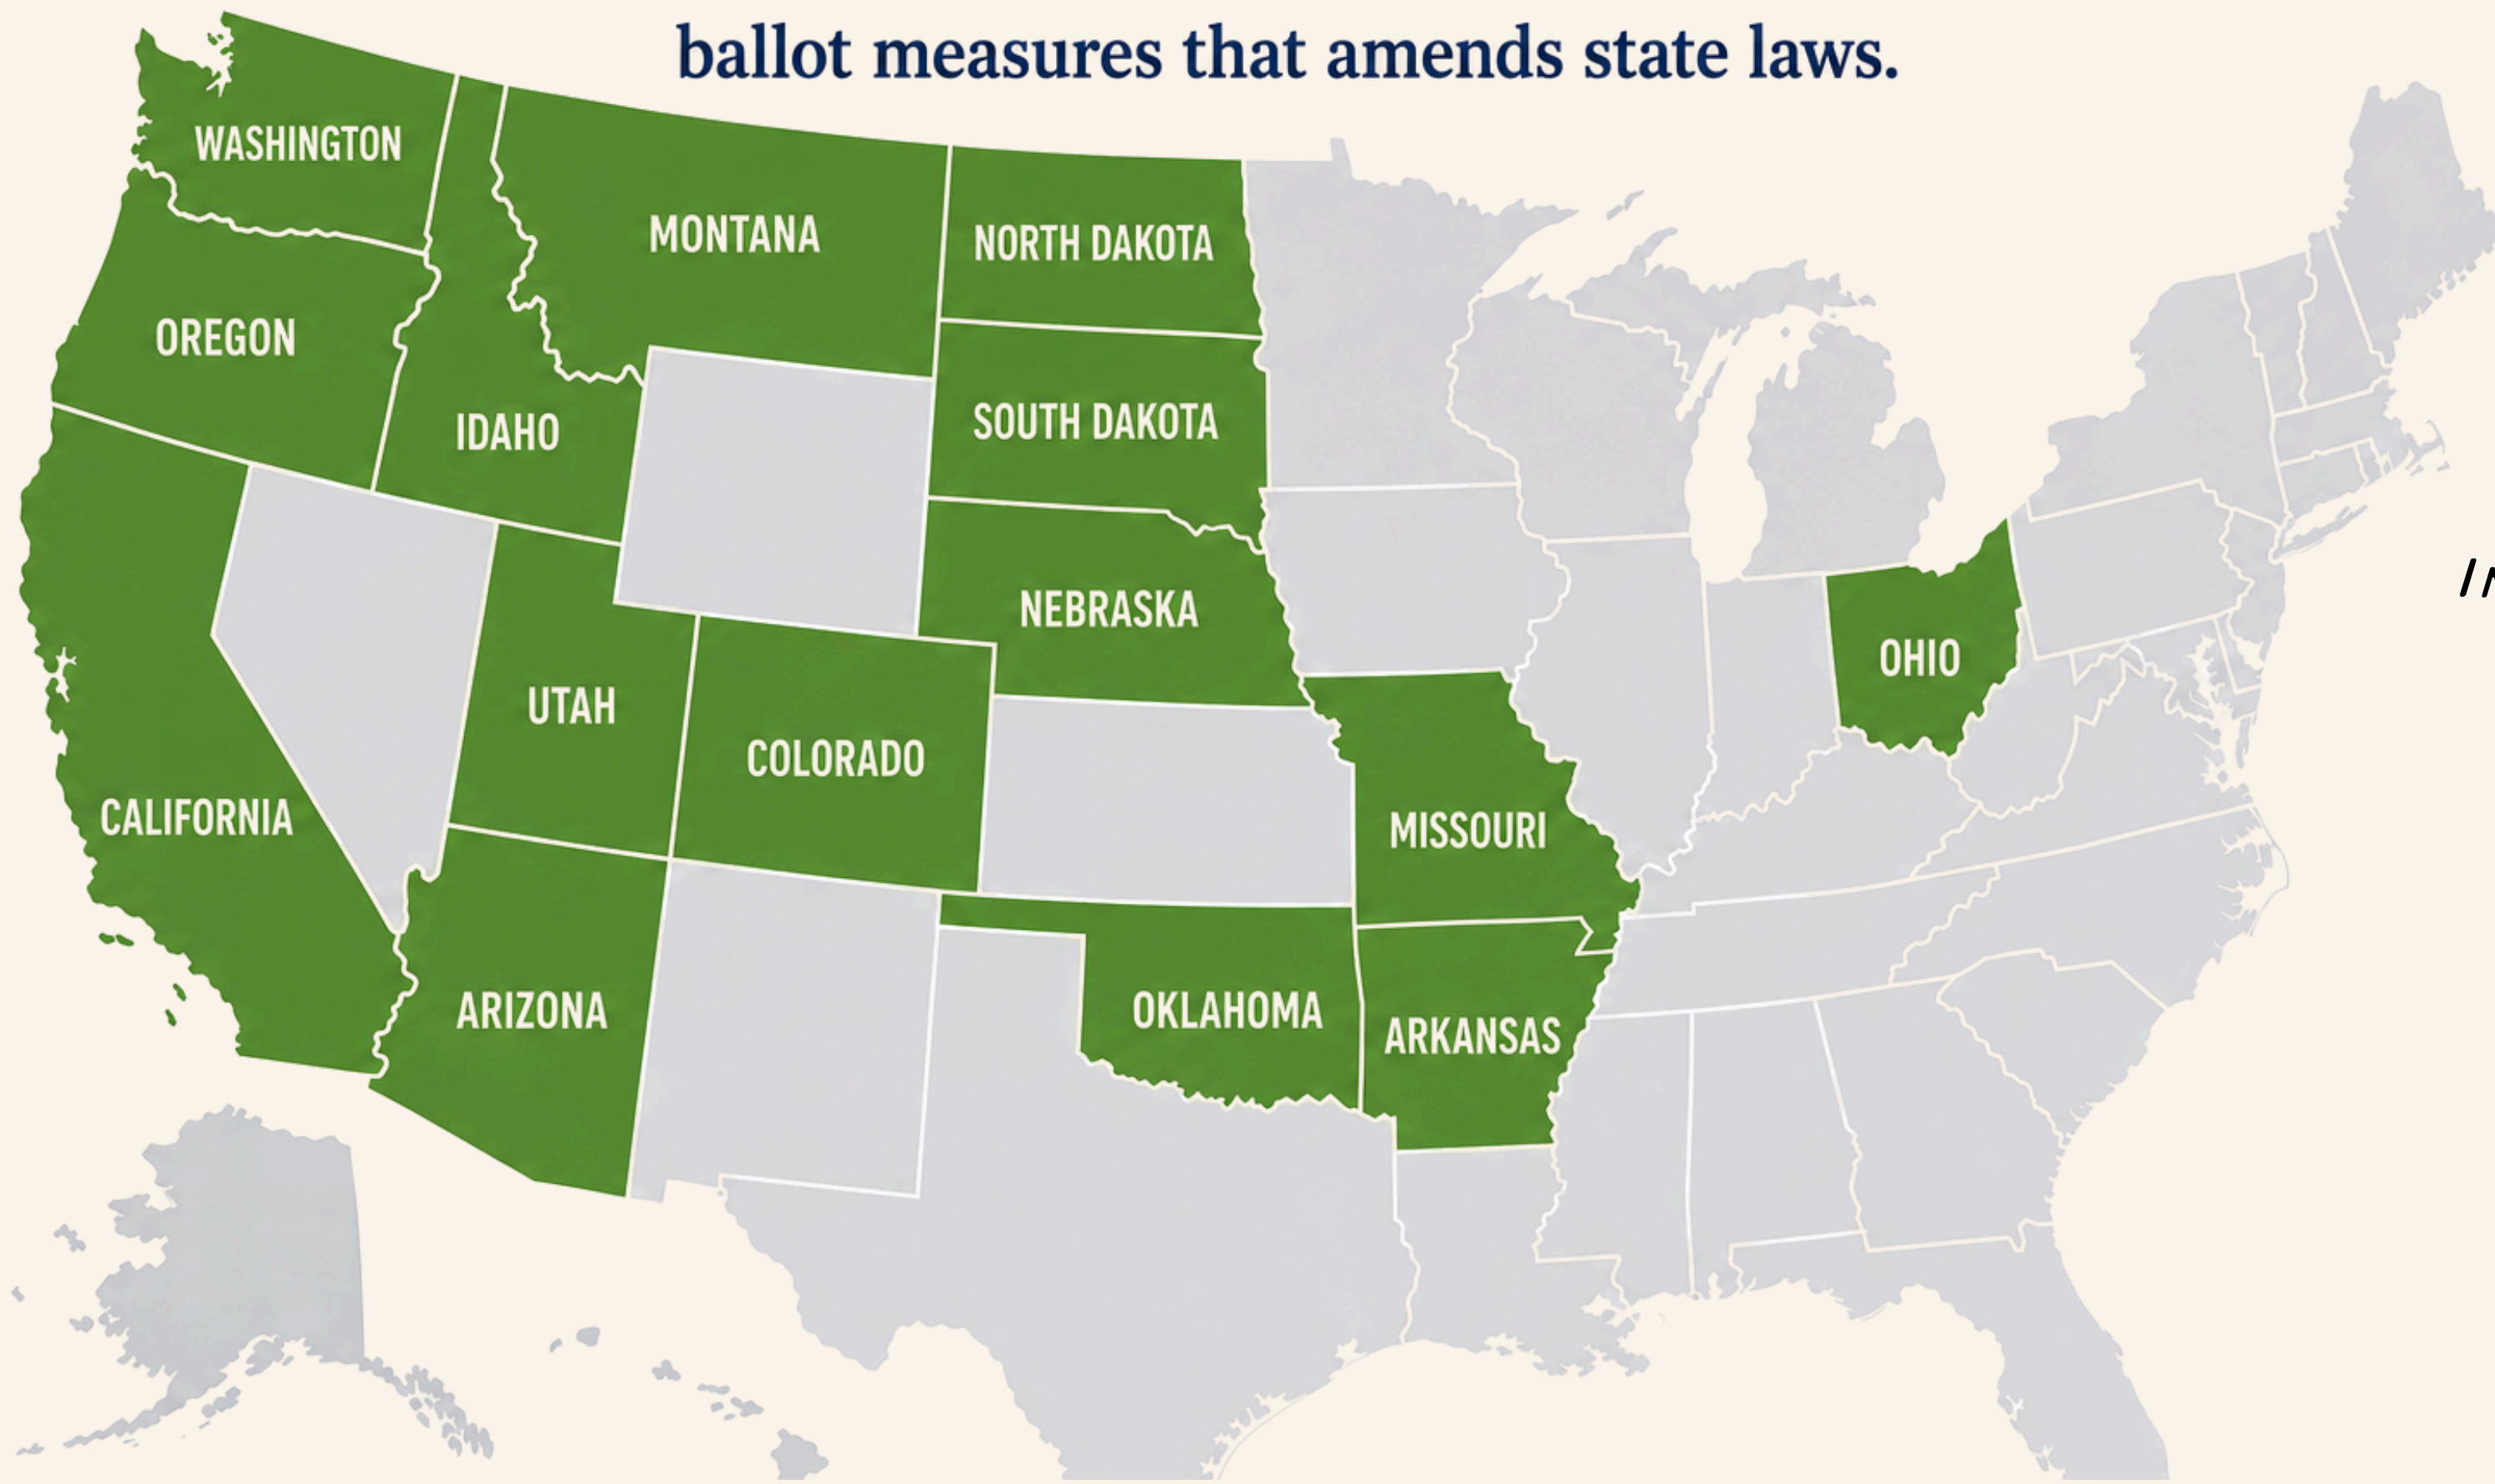 ballot measures that amends state laws.
WASHINGTON
MONTANA
NORTH DAKOTA
OREGON
IDAHO
SOUTH DAKOTA
NEBRASKA
OHIO
UTAH
COLORADO
CALIFORNIA
MISSOURI
ARIZONA
OKLAHOMA
ARKANSAS